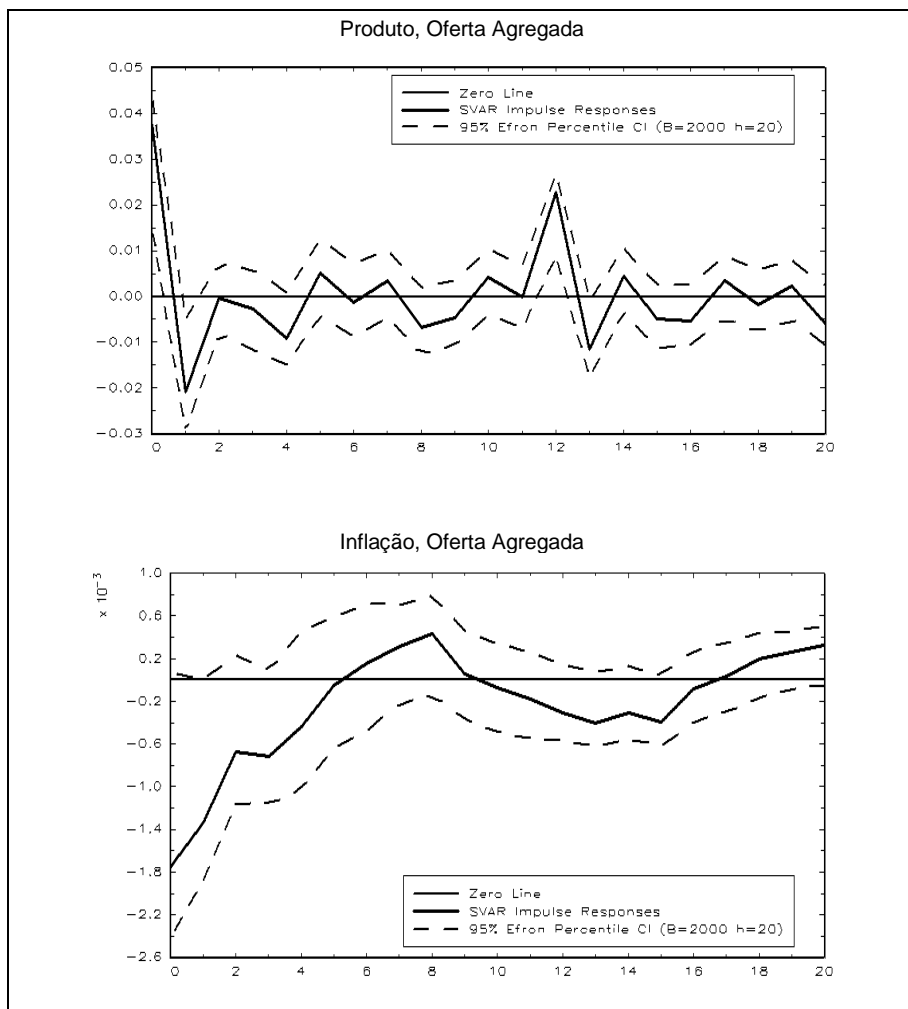 Produto, Oferta Agregada
0.05
0.04
0.03
0.02
0.01
0.00
−0.01
−0.02
−0.03
Zero Line
SVAR Impulse Responses
95% Efron Percentile CI (B=2000 h=20)
0 2 4 6 8 10 12 14 16 18 20
Inflação, Oferta Agregada
x 10⁻³
1.0
0.6
0.2
−0.2
−0.6
−1.0
−1.4
−1.8
−2.2
−2.6
Zero Line
SVAR Impulse Responses
95% Efron Percentile CI (B=2000 h=20)
0 2 4 6 8 10 12 14 16 18 20